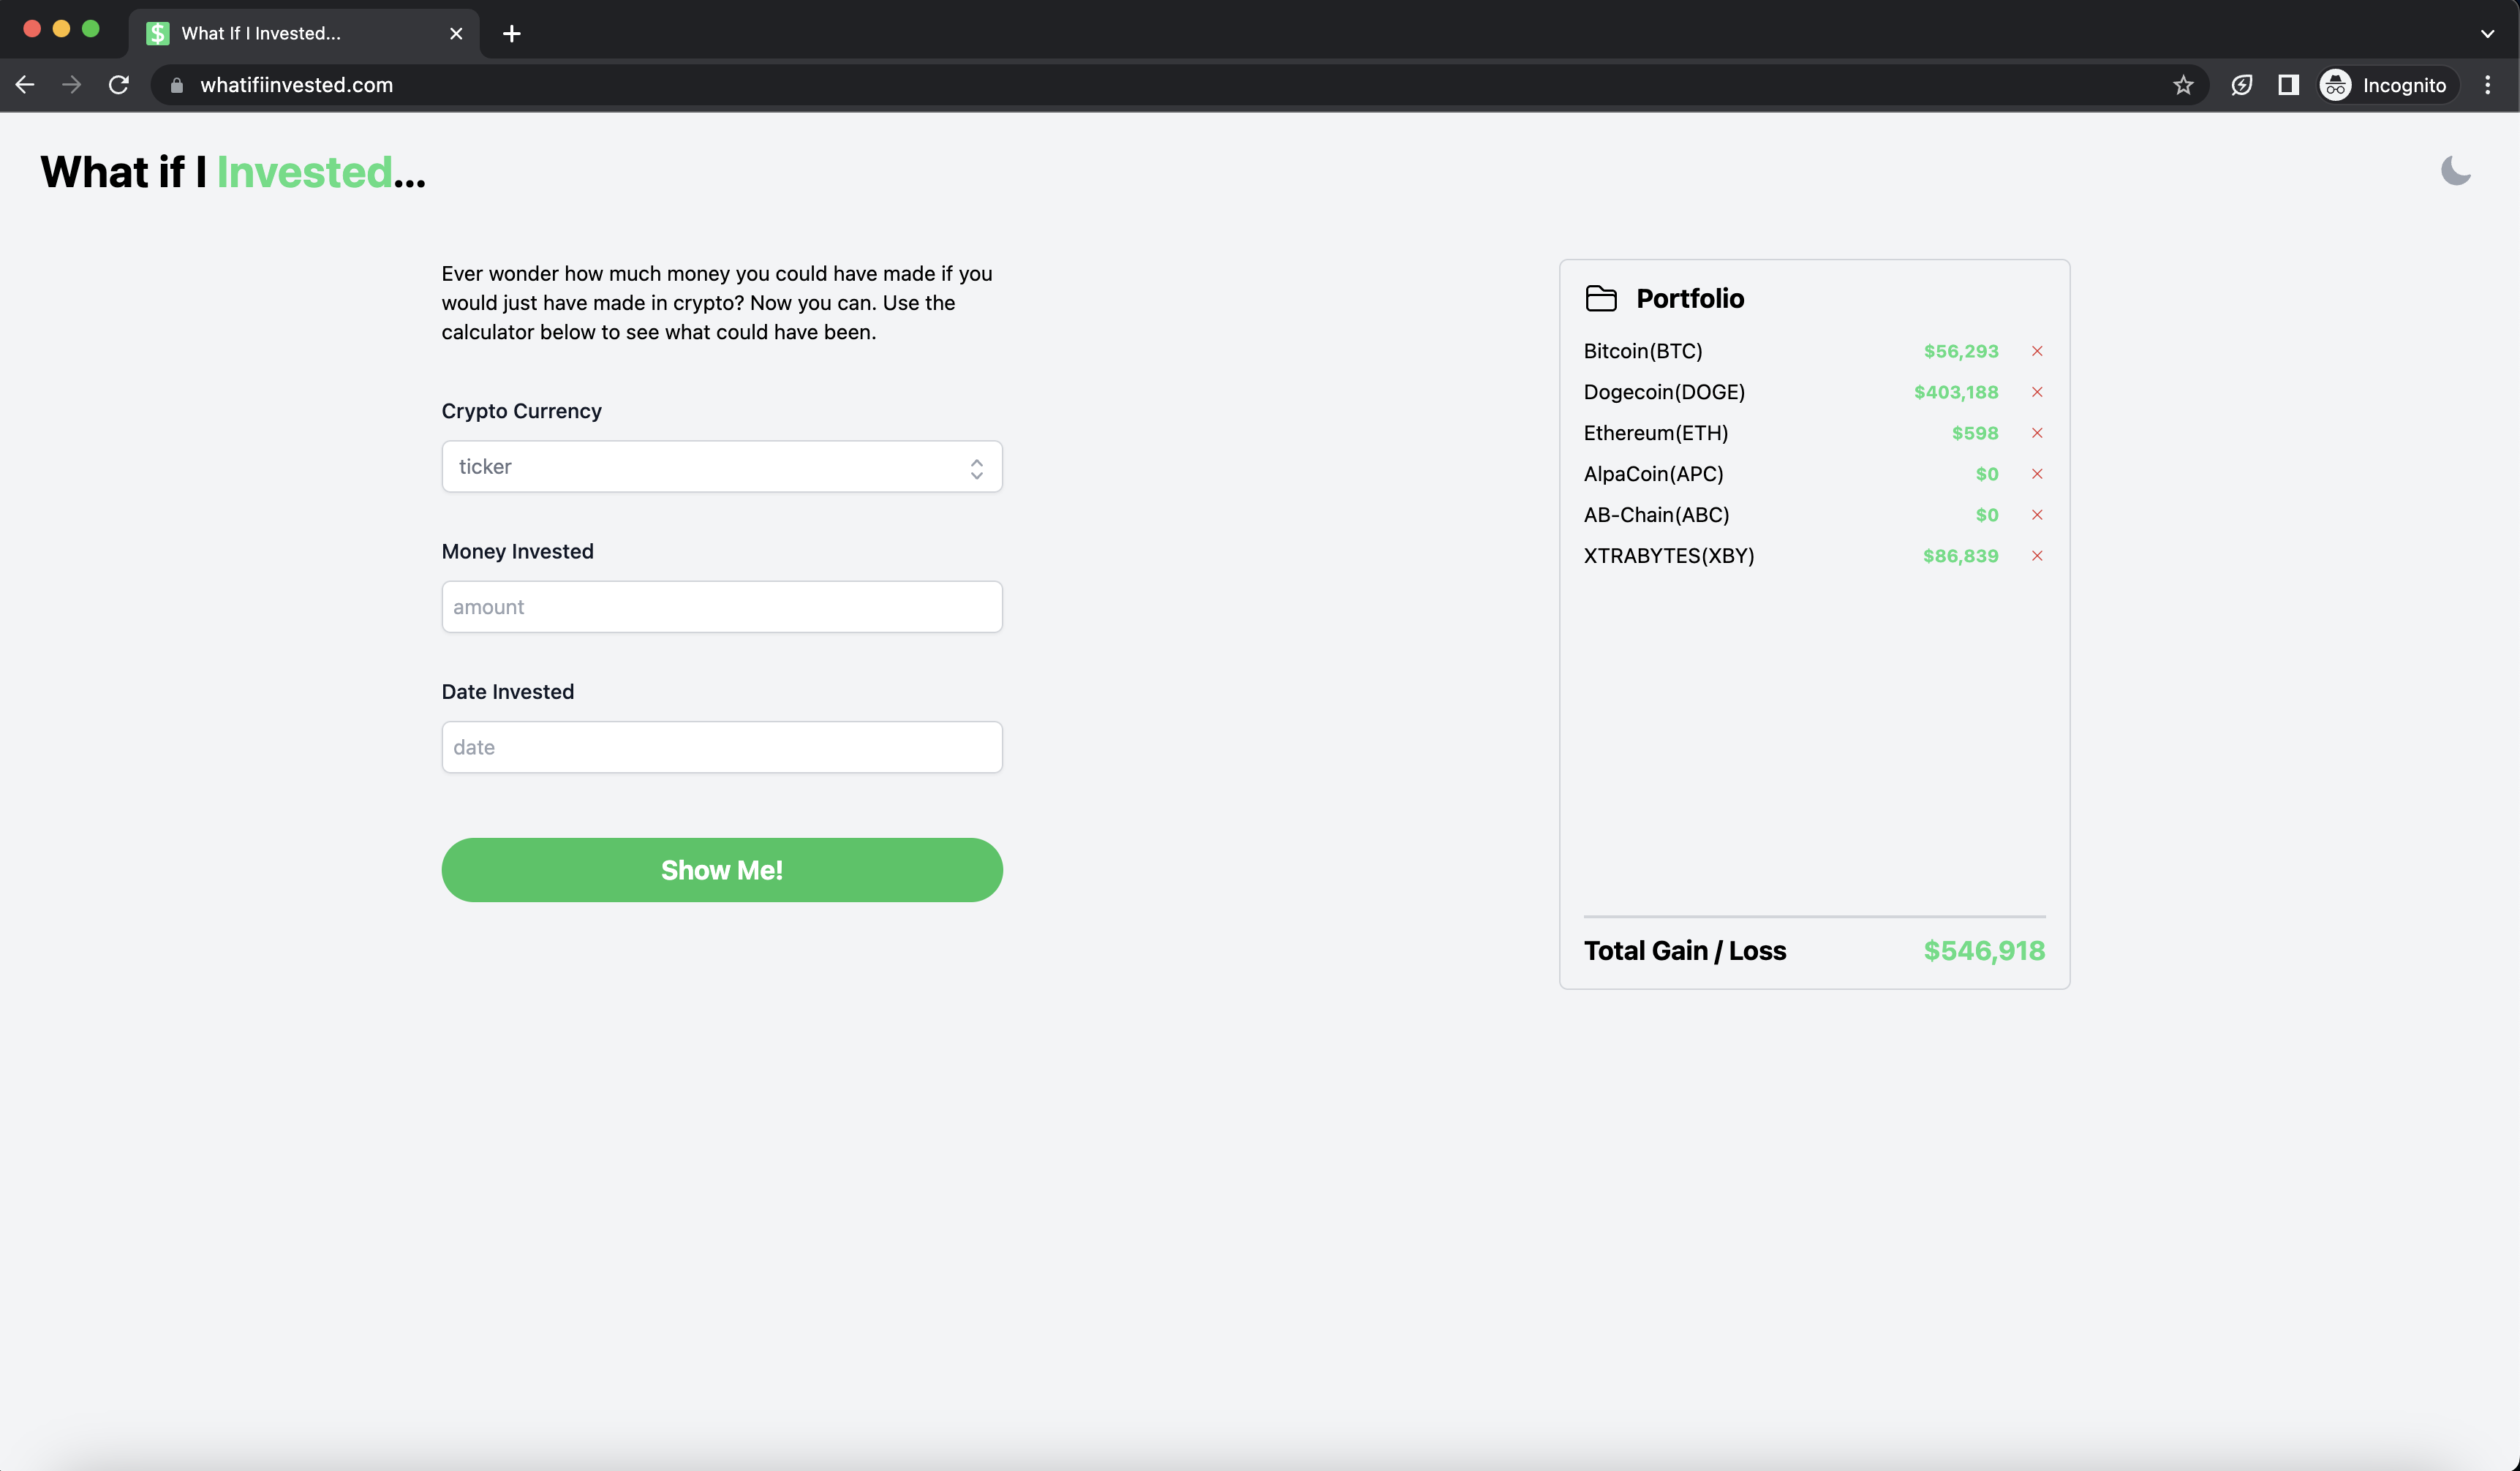 What If I Invested...
whatifiinvested.com
Incognito
What if I Invested...
Ever wonder how much money you could have made if you
would just have made in crypto? Now you can. Use the
calculator below to see what could have been.
Crypto Currency
ticker
Money Invested
amount
Date Invested
date
Show Me!
Portfolio
Bitcoin(BTC) $56,293
Dogecoin(DOGE) $403,188
Ethereum(ETH) $598
AlpaCoin(APC) $0
AB-Chain(ABC) $0
XTRABYTES(XBY) $86,839
Total Gain / Loss $546,918